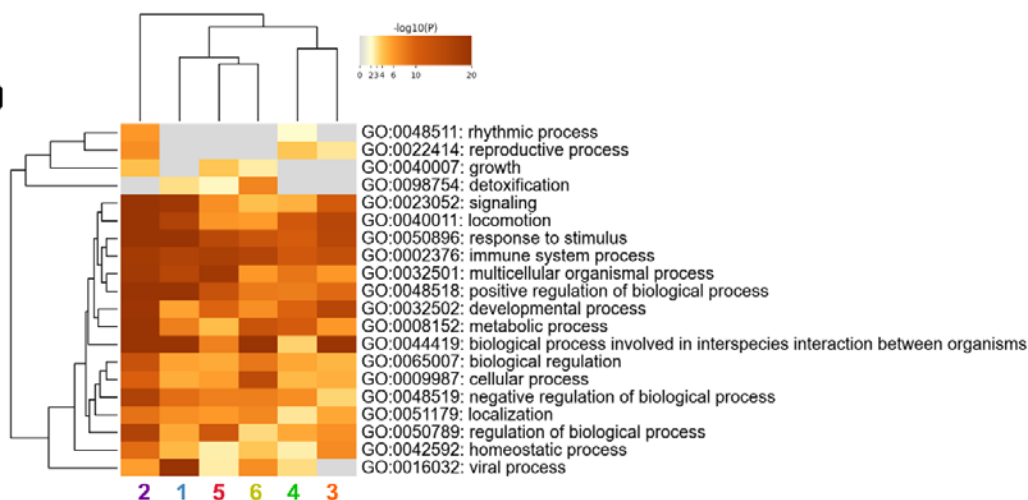 -log10(P)
0 2 3 4 6 10 20
GO:0048511: rhythmic process
GO:0022414: reproductive process
GO:0040007: growth
GO:0098754: detoxification
GO:0023052: signaling
GO:0040011: locomotion
GO:0050896: response to stimulus
GO:0002376: immune system process
GO:0032501: multicellular organismal process
GO:0048518: positive regulation of biological process
GO:0032502: developmental process
GO:0008152: metabolic process
GO:0044419: biological process involved in interspecies interaction between organisms
GO:0065007: biological regulation
GO:0009987: cellular process
GO:0048519: negative regulation of biological process
GO:0051179: localization
GO:0050789: regulation of biological process
GO:0042592: homeostatic process
GO:0016032: viral process
2 1 5 6 4 3